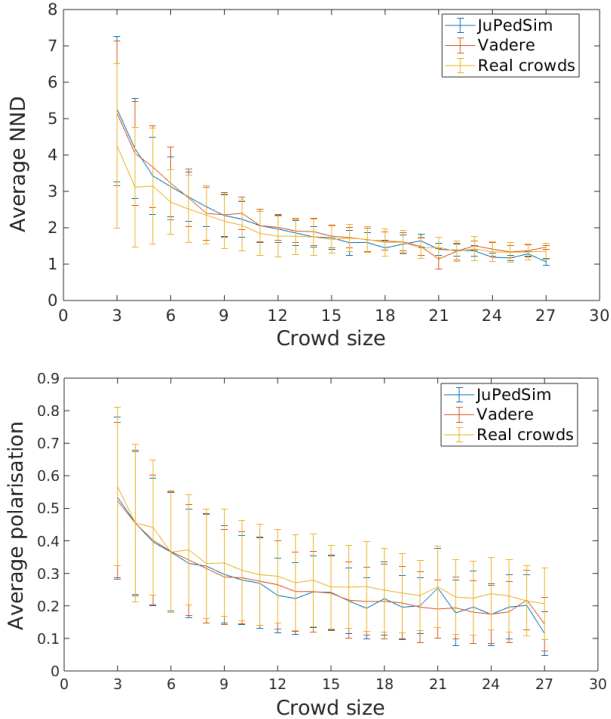 8
7
6
5
4
3
2
1
0
Average NND
JuPedSim
Vadere
Real crowds
0 3 6 9 12 15 18 21 24 27 30
Crowd size
0.9
0.8
0.7
0.6
0.5
0.4
0.3
0.2
0.1
0
Average polarisation
JuPedSim
Vadere
Real crowds
0 3 6 9 12 15 18 21 24 27 30
Crowd size